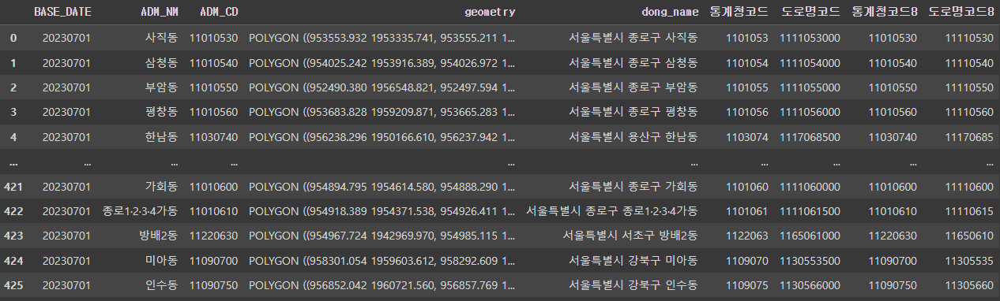 BASE_DATE ADM_NM ADM_CD geometry dong_name 통계청코드 도로명코드 통계청코드8 도로명코드8
0 20230701 사직동 11010530 POLYGON ((953553.932 1953335.741, 953555.211 1... 서울특별시 종로구 사직동 1101053 1111053000 11010530 11110530
1 20230701 삼청동 11010540 POLYGON ((954025.242 1953916.389, 954026.972 1... 서울특별시 종로구 삼청동 1101054 1111054000 11010540 11110540
2 20230701 부암동 11010550 POLYGON ((952490.380 1956548.821, 952497.594 1... 서울특별시 종로구 부암동 1101055 1111055000 11010550 11110550
3 20230701 평창동 11010560 POLYGON ((953683.828 1959209.871, 953665.283 1... 서울특별시 종로구 평창동 1101056 1111056000 11010560 11110560
4 20230701 한남동 11030740 POLYGON ((956238.296 1950166.610, 956237.942 1... 서울특별시 용산구 한남동 1103074 1117068500 11030740 11170685
... ... ... ... ... ... ... ... ... ...
421 20230701 가회동 11010600 POLYGON ((954894.795 1954614.580, 954888.290 1... 서울특별시 종로구 가회동 1101060 1111060000 11010600 11110600
422 20230701 종로1·2·3·4가동 11010610 POLYGON ((954918.389 1954371.538, 954926.411 1... 서울특별시 종로구 종로1·2·3·4가동 1101061 1111061500 11010610 11110615
423 20230701 방배2동 11220630 POLYGON ((954967.724 1942969.970, 954985.115 1... 서울특별시 서초구 방배2동 1122063 1165061000 11220630 11650610
424 20230701 미아동 11090700 POLYGON ((958301.054 1959603.612, 958292.609 1... 서울특별시 강북구 미아동 1109070 1130553500 11090700 11305535
425 20230701 인수동 11090750 POLYGON ((956852.042 1960721.560, 956857.769 1... 서울특별시 강북구 인수동 1109075 1130566000 11090750 11305660